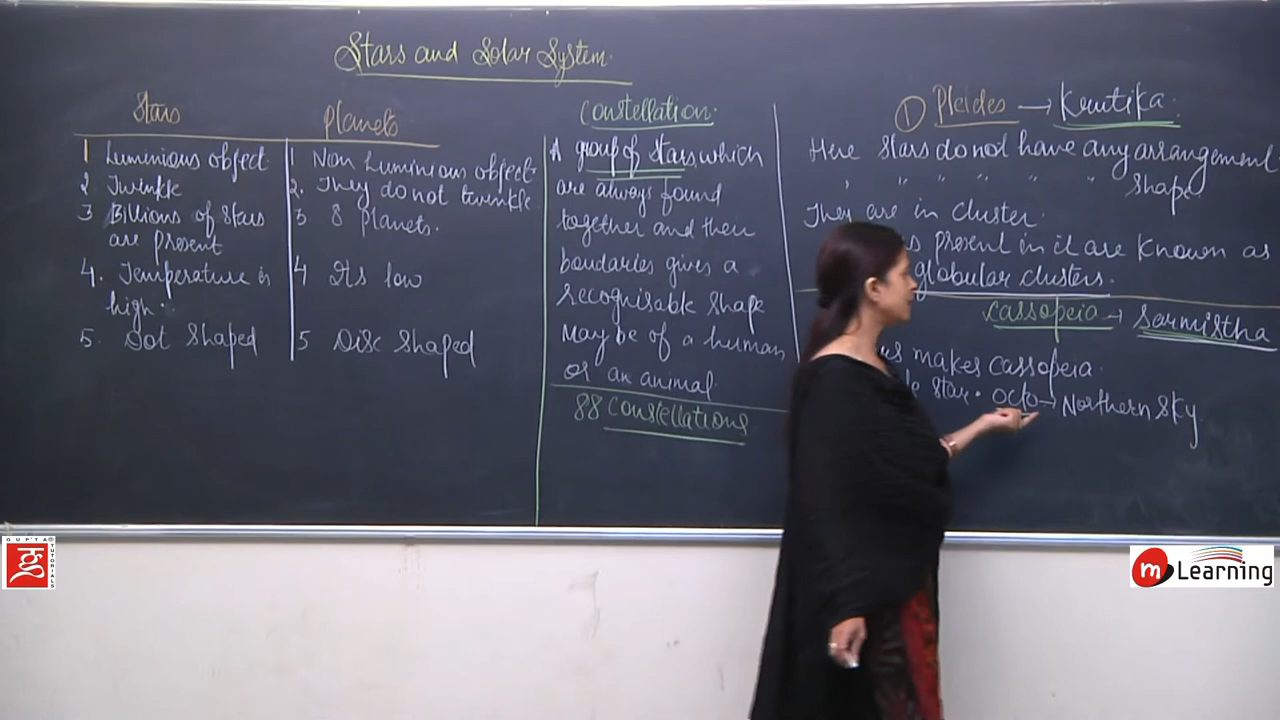 Stars and Solar System
Stars
1 Luminious object
2 Twinkle
3 Billions of stars
are present
4. Temperature is
high.
5. Dot Shaped
Planets
1 Non Luminious object
2. They do not twinkle
3 8 planets.
4 Its low
5 Disc Shaped
Constellation
A group of stars which
are always found
together and their
boudaries gives a
recognisable shape
May be of a human
or an animal.
88 Constellations
1 Pleides → Krutika
Here stars do not have any arrangement
" " " " " " Shape
They are in cluster.
present in it are known as
globular clusters.
Cassopeia → Sarmistha
makes Cassopeia
star. Octo → Northern Sky
GUPTA TUTORIALS
m Learning